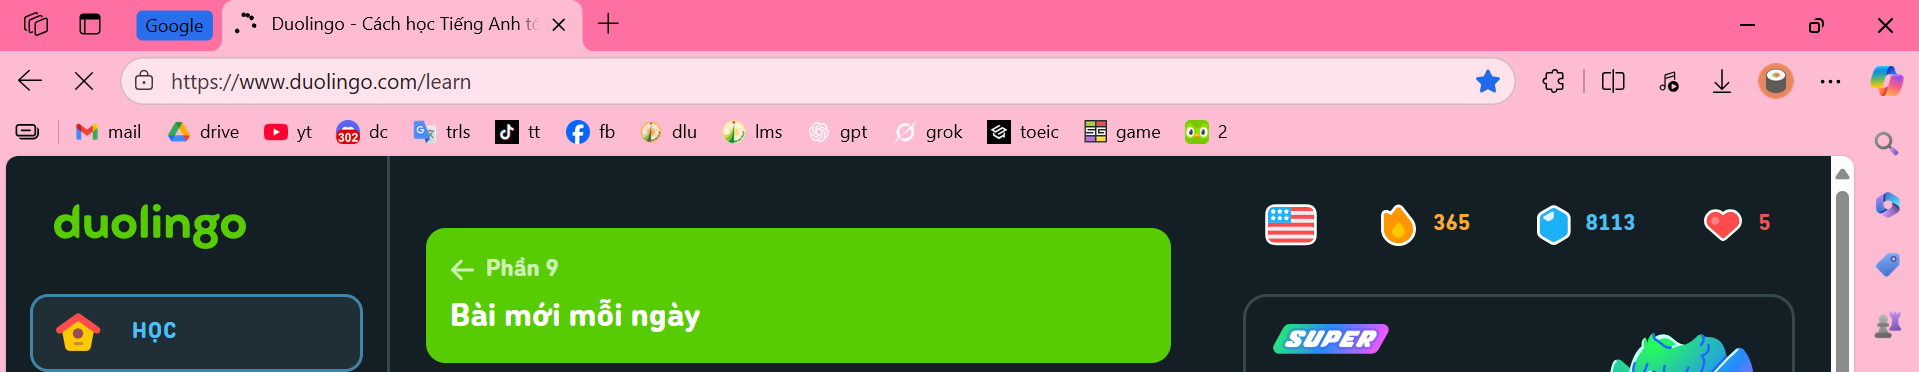 Google
Duolingo - Cách học Tiếng Anh
https://www.duolingo.com/learn
mail drive yt 302 dc trls tt fb dlu lms gpt grok toeic SG game 2
duolingo
365 8113 5
Phần 9
Bài mới mỗi ngày
HỌC
SUPER